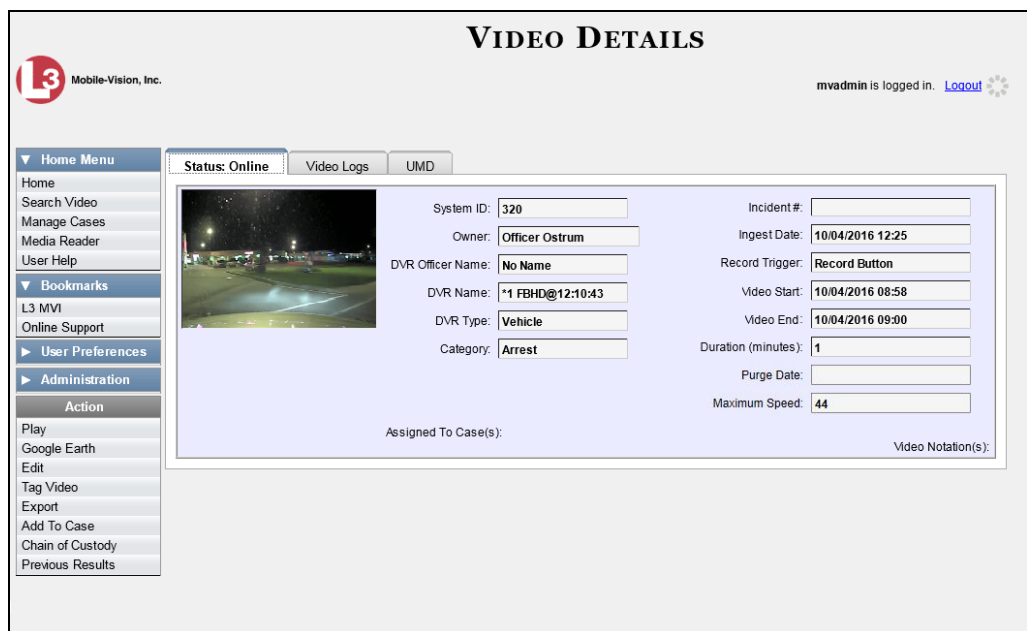 VIDEO DETAILS
L3 Mobile-Vision, Inc.
mvadmin is logged in. Logout
▼ Home Menu
Home
Search Video
Manage Cases
Media Reader
User Help
▼ Bookmarks
L3 MVI
Online Support
▶ User Preferences
▶ Administration
Action
Play
Google Earth
Edit
Tag Video
Export
Add To Case
Chain of Custody
Previous Results
Status: Online Video Logs UMD
System ID: 320
Owner: Officer Ostrum
DVR Officer Name: No Name
DVR Name: *1 FBHD@12:10:43
DVR Type: Vehicle
Category: Arrest
Assigned To Case(s):
Incident #:
Ingest Date: 10/04/2016 12:25
Record Trigger: Record Button
Video Start: 10/04/2016 08:58
Video End: 10/04/2016 09:00
Duration (minutes): 1
Purge Date:
Maximum Speed: 44
Video Notation(s):